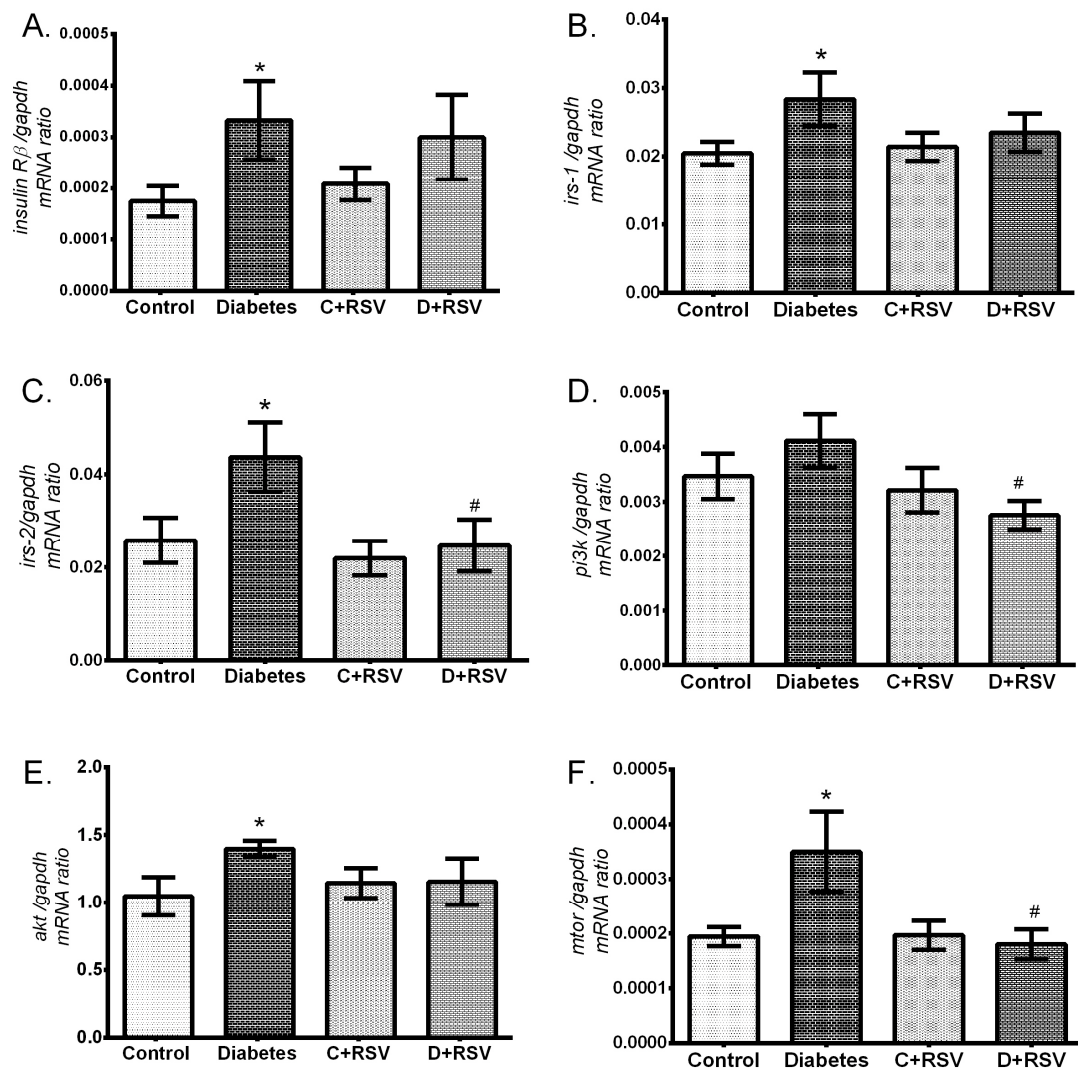 A.
insulin Rβ/gapdh
mRNA ratio
0.0005
0.0004
0.0003
0.0002
0.0001
0.0000
*
Control Diabetes C+RSV D+RSV
B.
irs-1 /gapdh
mRNA ratio
0.04
0.03
0.02
0.01
0.00
*
Control Diabetes C+RSV D+RSV
C.
irs-2/gapdh
mRNA ratio
0.06
0.04
0.02
0.00
*
#
Control Diabetes C+RSV D+RSV
D.
pi3k /gapdh
mRNA ratio
0.005
0.004
0.003
0.002
0.001
0.000
#
Control Diabetes C+RSV D+RSV
E.
akt /gapdh
mRNA ratio
2.0
1.5
1.0
0.5
0.0
*
Control Diabetes C+RSV D+RSV
F.
mtor /gapdh
mRNA ratio
0.0005
0.0004
0.0003
0.0002
0.0001
0.0000
*
#
Control Diabetes C+RSV D+RSV